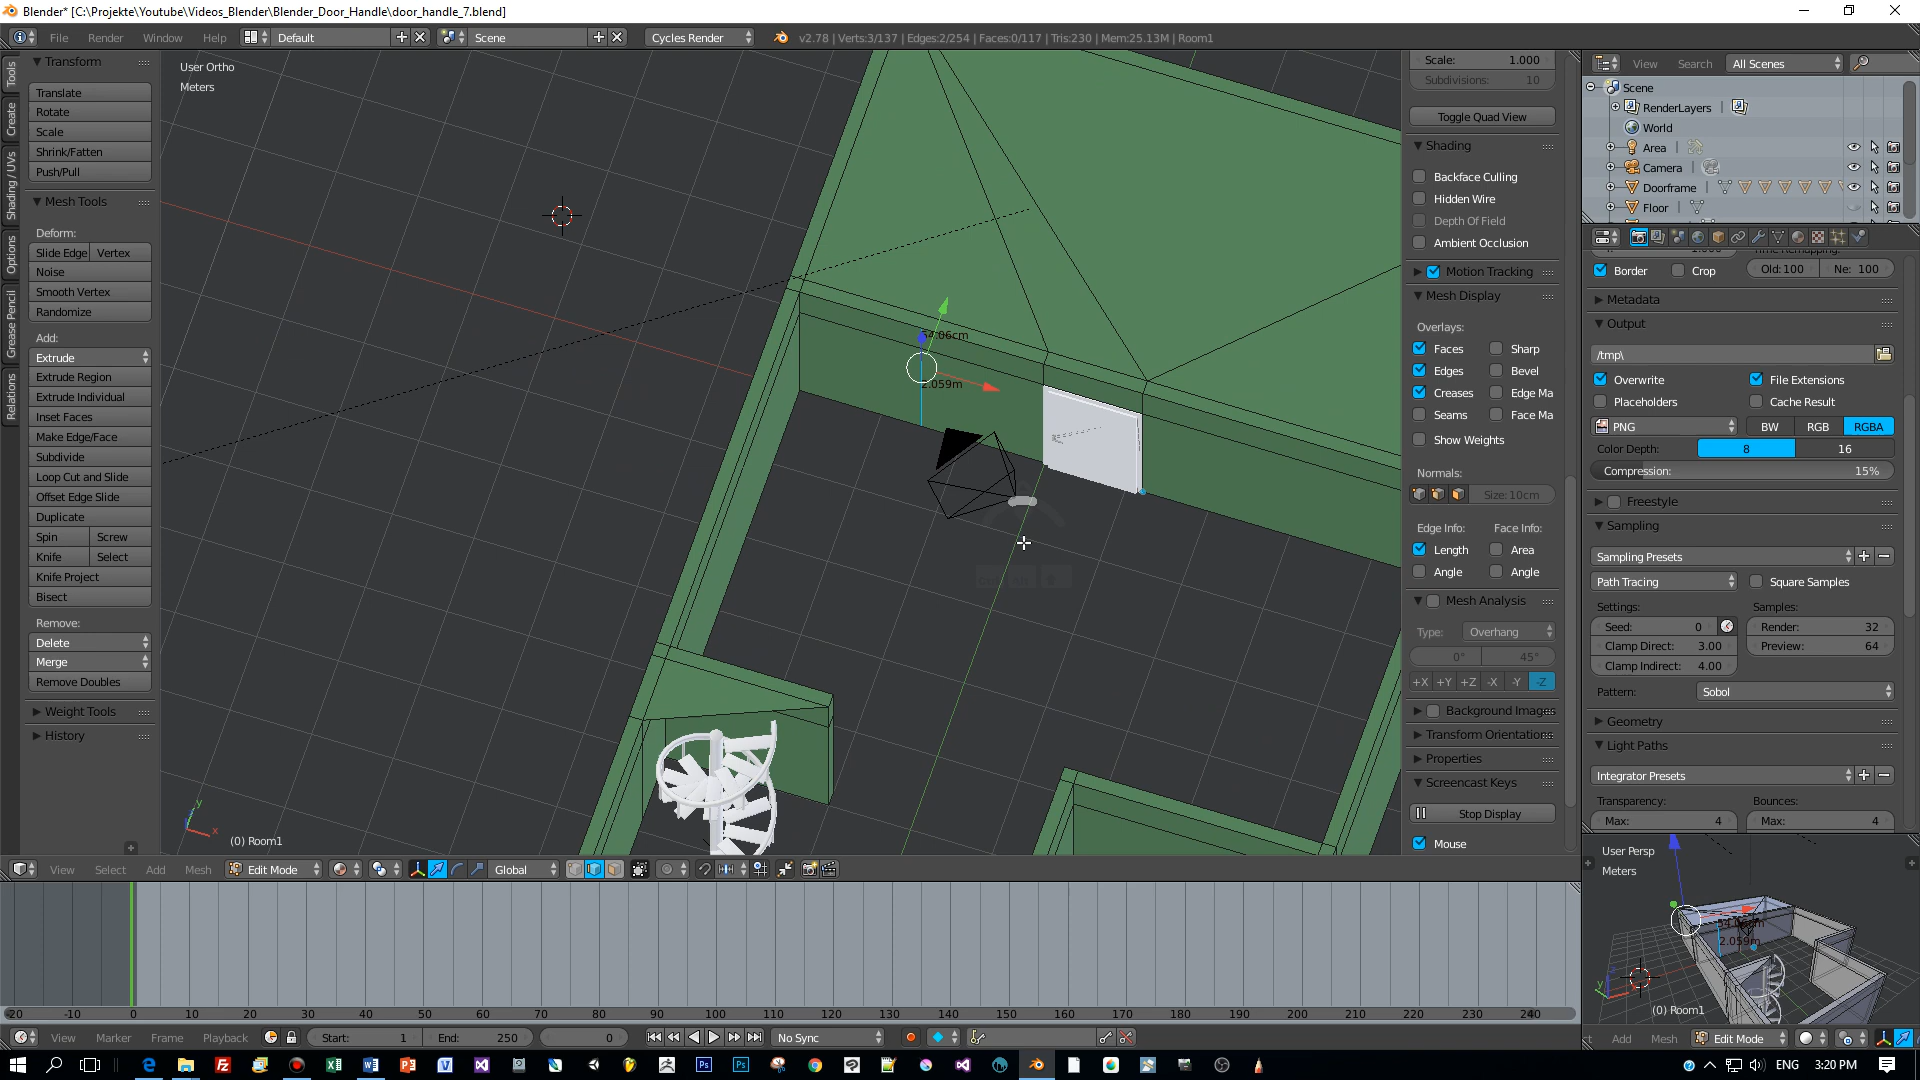 Blender* [C:\Projekte\Youtube\Videos_Blender\Blender_Door_Handle\door_handle_7.blend]
File Render Window Help Default Scene Cycles Render v2.78 | Verts:3/137 | Edges:2/254 | Faces:0/117 | Tris:230 | Mem:25.13M | Room1
Tools
Create
Shading / UVs
Options
Grease Pencil
Relations
Transform
Translate
Rotate
Scale
Shrink/Fatten
Push/Pull
Mesh Tools
Deform:
Slide Edge Vertex
Noise
Smooth Vertex
Randomize
Add:
Extrude
Extrude Region
Extrude Individual
Inset Faces
Make Edge/Face
Subdivide
Loop Cut and Slide
Offset Edge Slide
Duplicate
Spin Screw
Knife Select
Knife Project
Bisect
Remove:
Delete
Merge
Remove Doubles
Weight Tools
History
User Ortho
Meters
54.06cm
2.059m
y
x
(0) Room1
View Select Add Mesh Edit Mode Global
Scale: 1.000
Subdivisions: 10
Toggle Quad View
Shading
Backface Culling
Hidden Wire
Depth Of Field
Ambient Occlusion
Motion Tracking
Mesh Display
Overlays:
Faces Sharp
Edges Bevel
Creases Edge Ma
Seams Face Ma
Show Weights
Normals:
Size: 10cm
Edge Info: Face Info:
Length Area
Angle Angle
Mesh Analysis
Type: Overhang
0° 45°
+X +Y +Z -X -Y -Z
Background Images
Transform Orientations
Properties
Screencast Keys
Stop Display
Mouse
View Search All Scenes
Scene
RenderLayers
World
Area
Camera
Doorframe
Floor
Border Crop Old: 100 Ne: 100
Metadata
Output
/tmp\
Overwrite File Extensions
Placeholders Cache Result
PNG BW RGB RGBA
Color Depth: 8 16
Compression: 15%
Freestyle
Sampling
Sampling Presets
Path Tracing Square Samples
Settings: Samples:
Seed: 0 Render: 32
Clamp Direct: 3.00 Preview: 64
Clamp Indirect: 4.00
Pattern: Sobol
Geometry
Light Paths
Integrator Presets
Transparency: Bounces:
Max: 4 Max: 4
User Persp
Meters
2.059m
(0) Room1
Add Mesh Edit Mode
-20 -10 0 10 20 30 40 50 60 70 80 90 100 110 120 130 140 150 160 170 180 190 200 210 220 230 240
View Marker Frame Playback Start: 1 End: 250 0 No Sync
ENG 3:20 PM